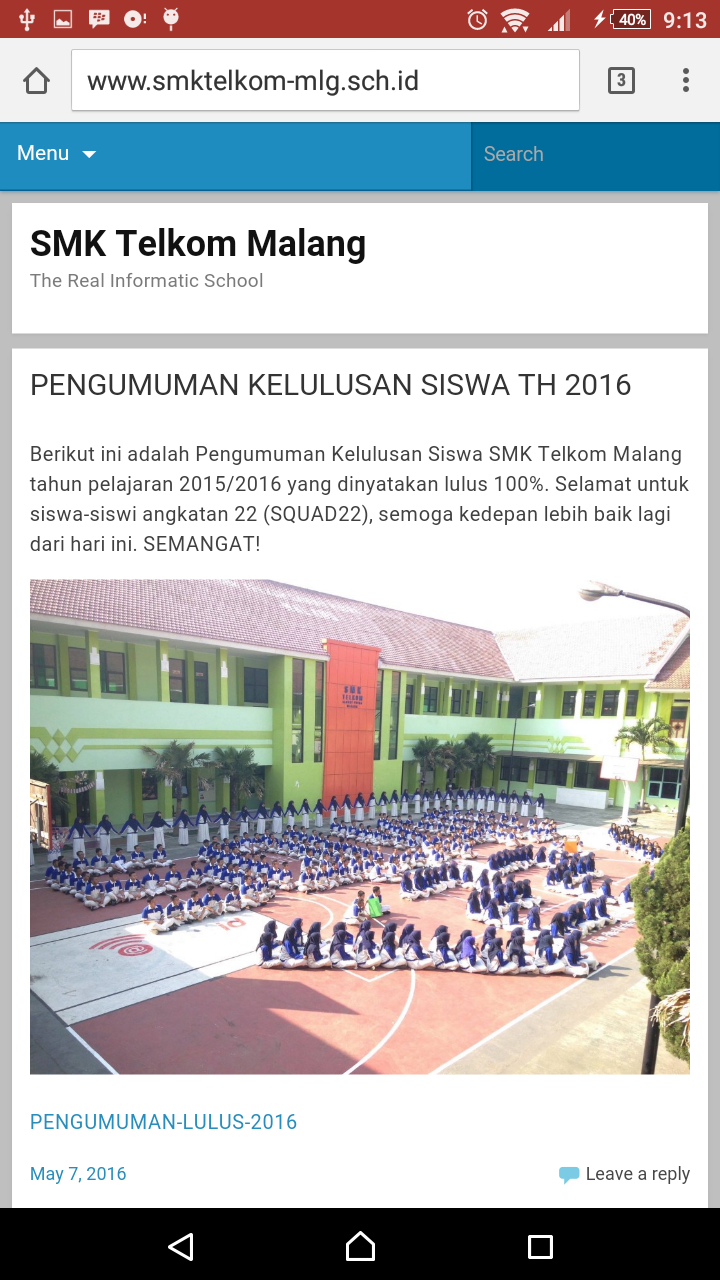 40% 9:13
www.smktelkom-mlg.sch.id 3
Menu Search
SMK Telkom Malang
The Real Informatic School
PENGUMUMAN KELULUSAN SISWA TH 2016
Berikut ini adalah Pengumuman Kelulusan Siswa SMK Telkom Malang
tahun pelajaran 2015/2016 yang dinyatakan lulus 100%. Selamat untuk
siswa-siswi angkatan 22 (SQUAD22), semoga kedepan lebih baik lagi
dari hari ini. SEMANGAT!
SMK
TELKOM
PENGUMUMAN-LULUS-2016
May 7, 2016 Leave a reply